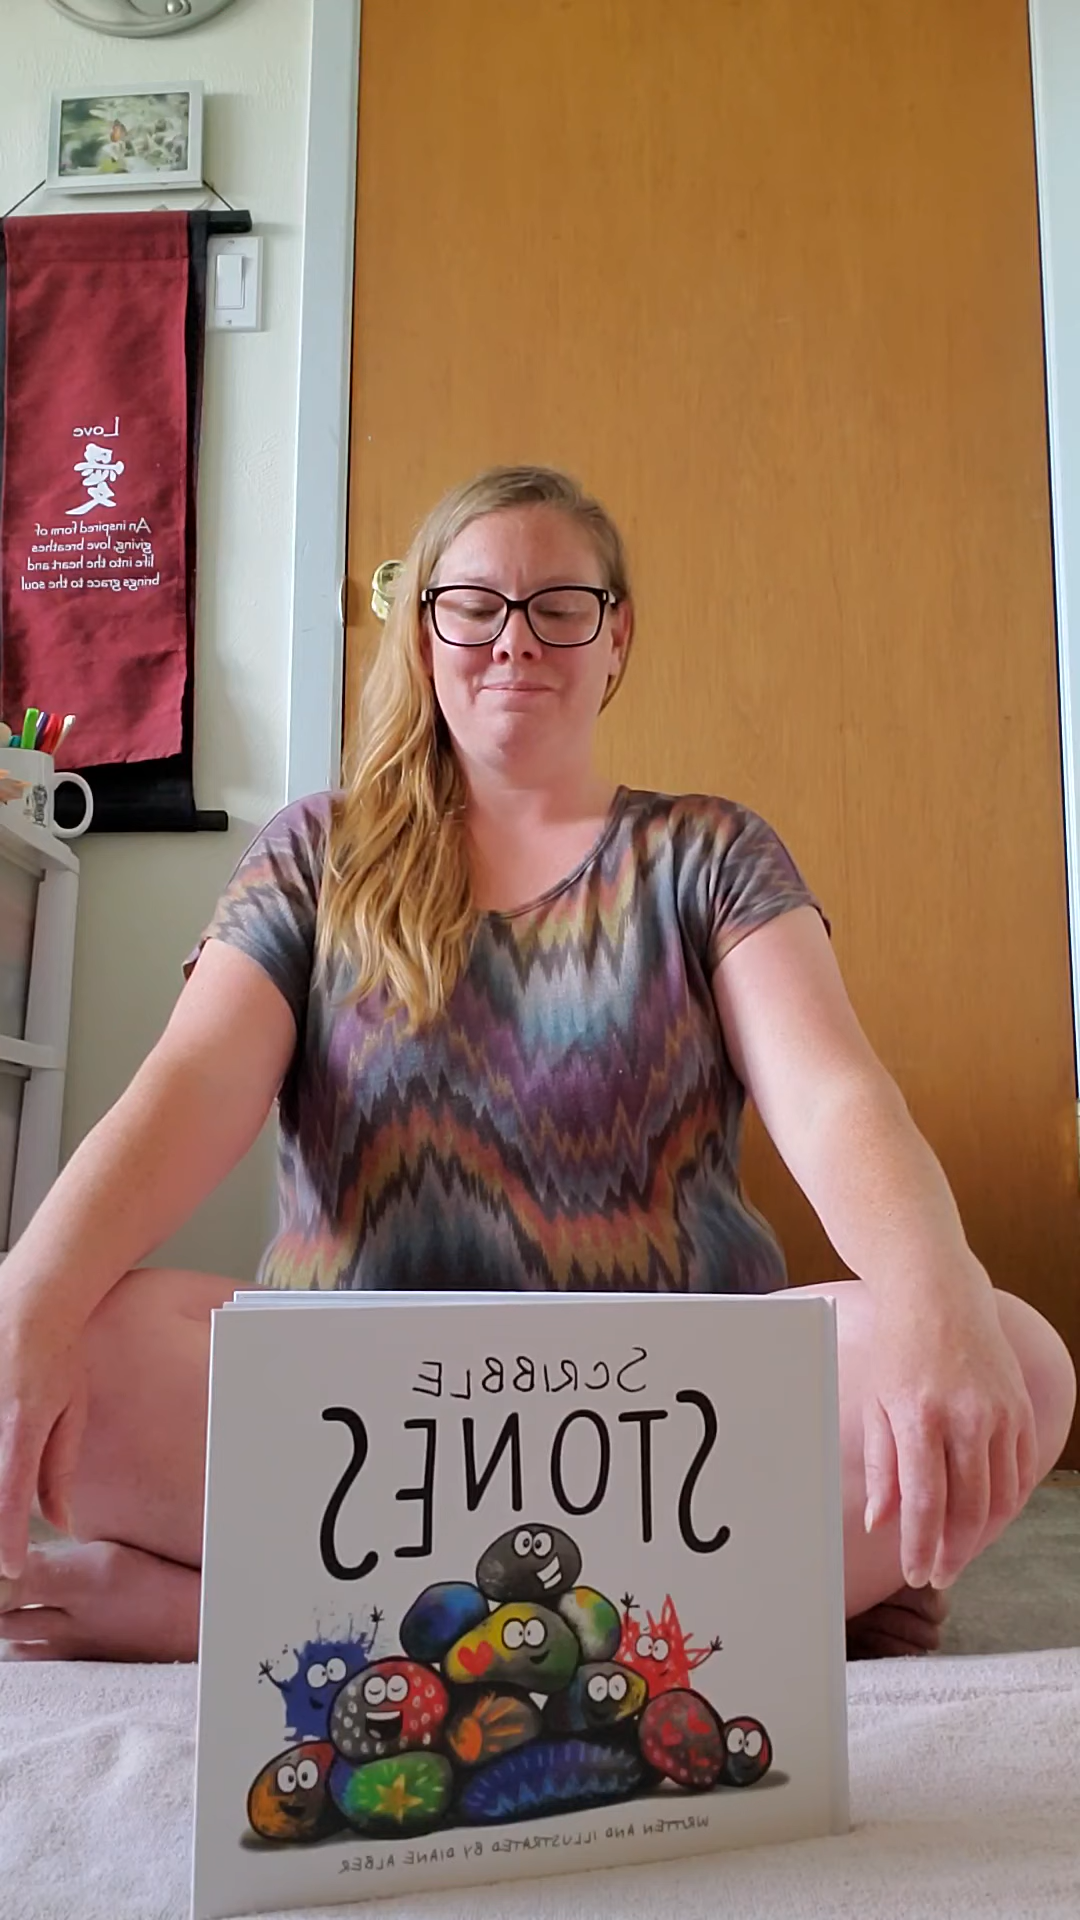 Love
愛
An inspired form of
giving, love breathes
life into the heart and
brings grace to the soul
SCRIBBLE
STONES
WRITTEN AND ILLUSTRATED BY DIANE ALBER